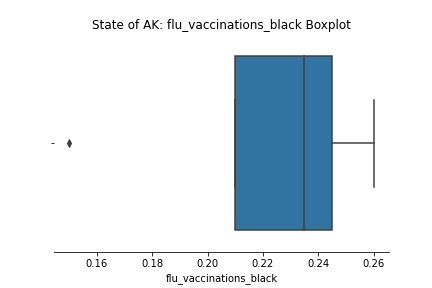 State of AK: flu_vaccinations_black Boxplot
0.16 0.18 0.20 0.22 0.24 0.26
flu_vaccinations_black